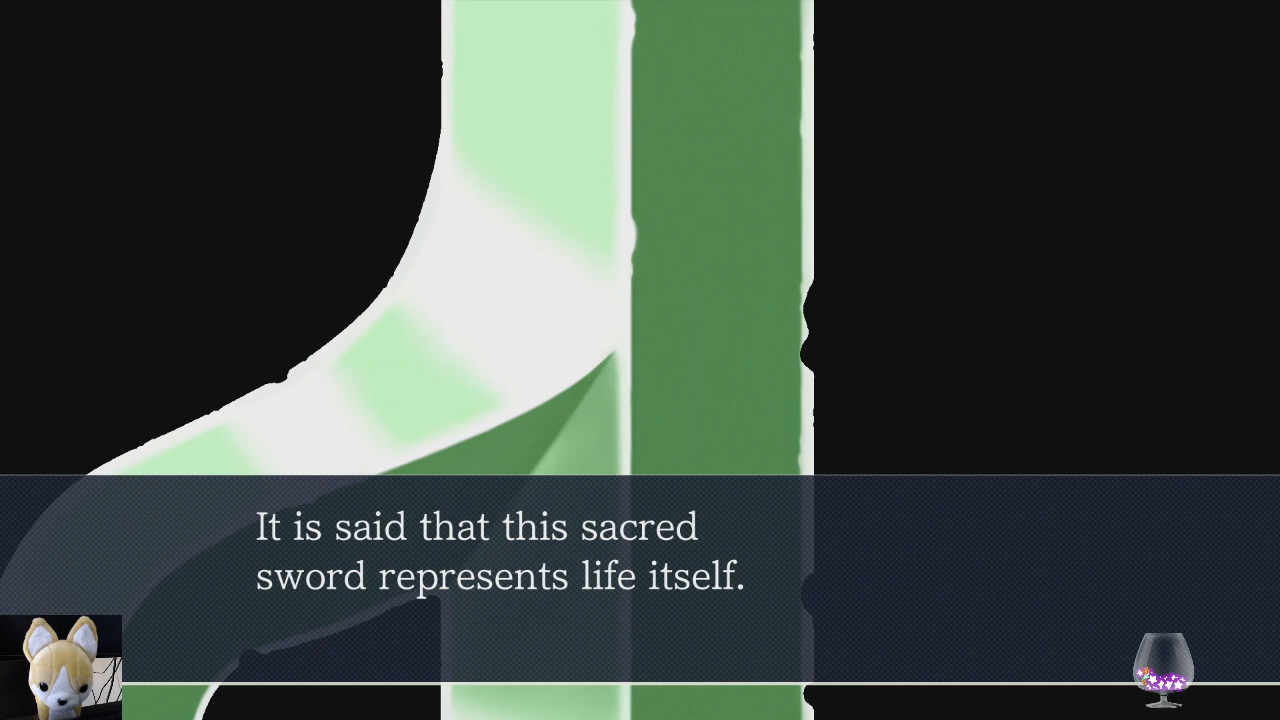 It is said that this sacred
sword represents life itself.